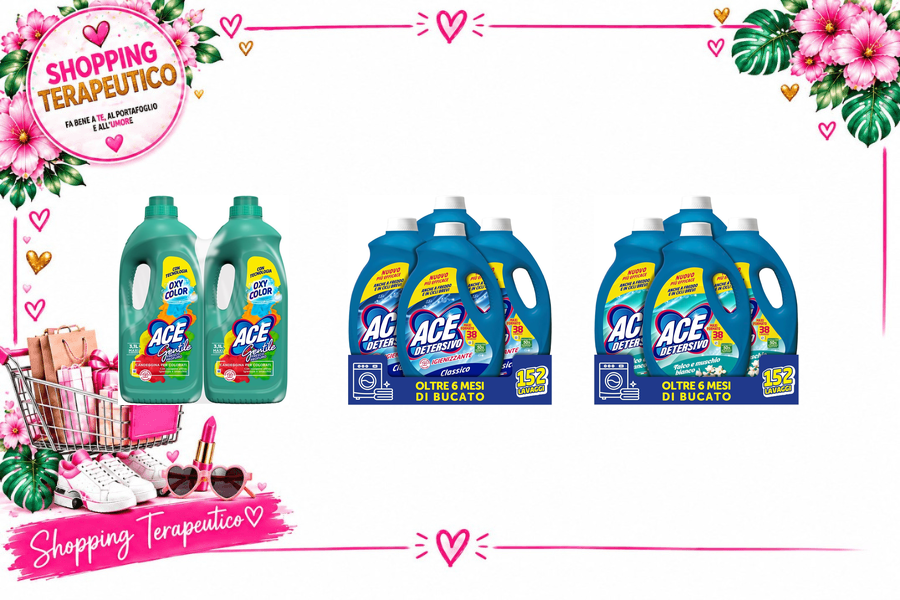 SHOPPING
TERAPEUTICO
FA BENE A TE, AL PORTAFOGLIO
E ALL'UMORE
CON
TECNOLOGIA
OXY
COLOR
ACE
Gentile
CON
TECNOLOGIA
OXY
COLOR
ACE
Gentile
NUOVO
PIÙ EFFICACE
ANCHE A FREDDO
E IN CICLI BREVI
ACE
DETERSIVO
38
IGIENIZZANTE
Classico
OLTRE 6 MESI
DI BUCATO
152
LAVAGGI
NUOVO
PIÙ EFFICACE
ANCHE A FREDDO
E IN CICLI BREVI
ACE
DETERSIVO
38
Talco e muschio
bianco
OLTRE 6 MESI
DI BUCATO
152
LAVAGGI
Shopping Terapeutico